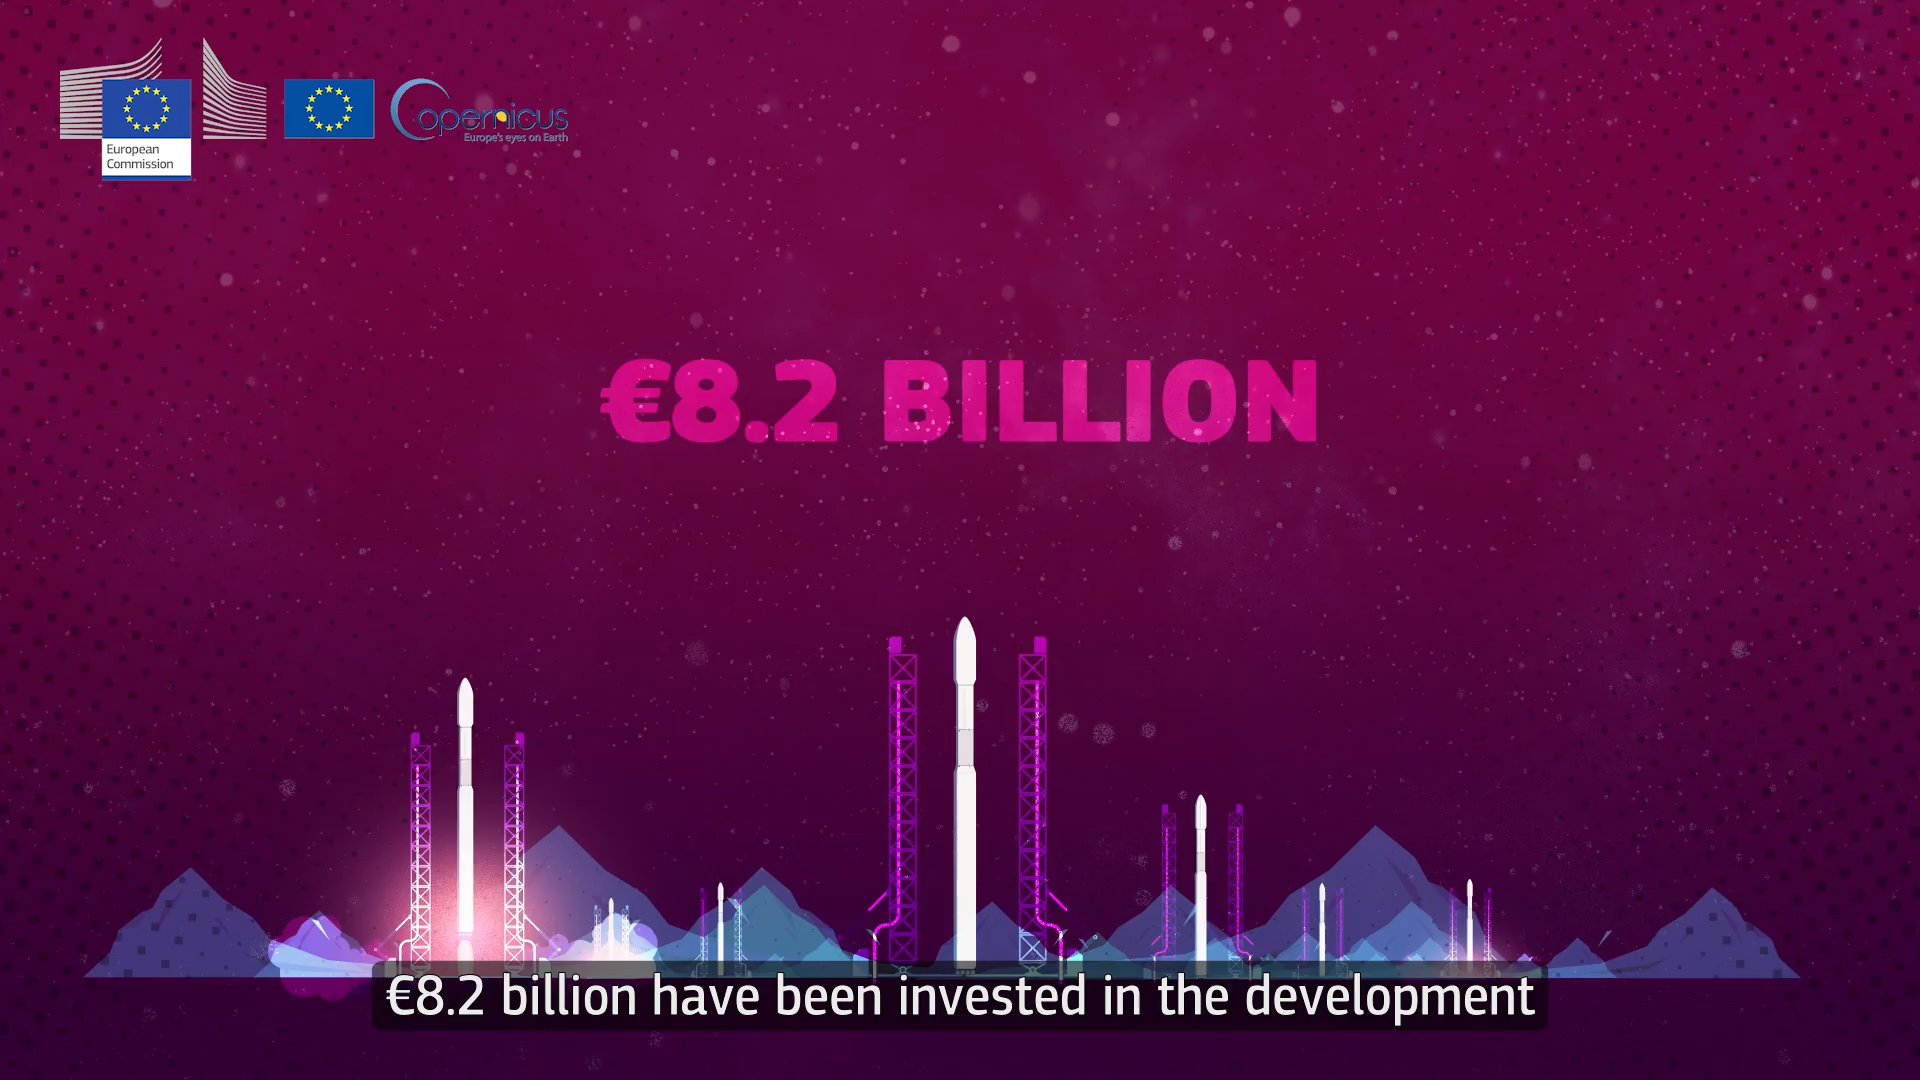 European
Commission
Copernicus
Europe's eyes on Earth
€8.2 BILLION
€8.2 billion have been invested in the development